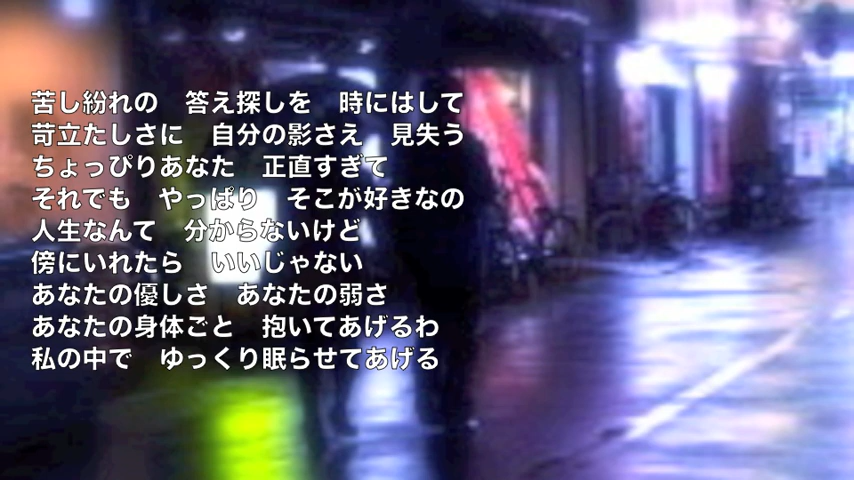 苦し紛れの　答え探しを　時にはして
苛立たしさに　自分の影さえ　見失う
ちょっぴりあなた　正直すぎて
それでも　やっぱり　そこが好きなの
人生なんて　分からないけど
傍にいれたら　いいじゃない
あなたの優しさ　あなたの弱さ
あなたの身体ごと　抱いてあげるわ
私の中で　ゆっくり眠らせてあげる